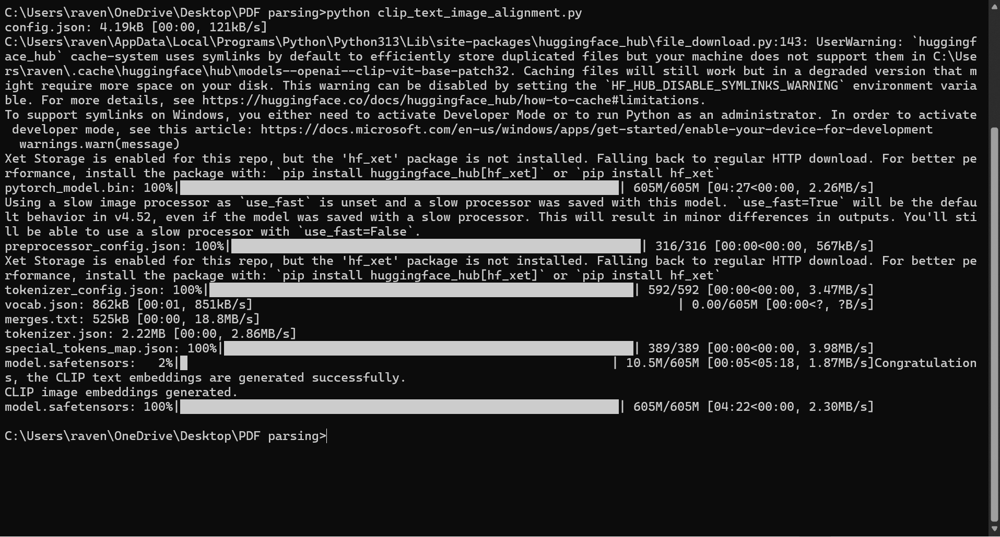 C:\Users\raven\OneDrive\Desktop\PDF parsing>python clip_text_image_alignment.py
config.json: 4.19kB [00:00, 121kB/s]
C:\Users\raven\AppData\Local\Programs\Python\Python313\Lib\site-packages\huggingface_hub\file_download.py:143: UserWarning: `huggingf
ace_hub` cache-system uses symlinks by default to efficiently store duplicated files but your machine does not support them in C:\Use
rs\raven\.cache\huggingface\hub\models--openai--clip-vit-base-patch32. Caching files will still work but in a degraded version that m
ight require more space on your disk. This warning can be disabled by setting the `HF_HUB_DISABLE_SYMLINKS_WARNING` environment varia
ble. For more details, see https://huggingface.co/docs/huggingface_hub/how-to-cache#limitations.
To support symlinks on Windows, you either need to activate Developer Mode or to run Python as an administrator. In order to activate
 developer mode, see this article: https://docs.microsoft.com/en-us/windows/apps/get-started/enable-your-device-for-development
  warnings.warn(message)
Xet Storage is enabled for this repo, but the 'hf_xet' package is not installed. Falling back to regular HTTP download. For better pe
rformance, install the package with: `pip install huggingface_hub[hf_xet]` or `pip install hf_xet`
pytorch_model.bin: 100%| | 605M/605M [04:27<00:00, 2.26MB/s]
Using a slow image processor as `use_fast` is unset and a slow processor was saved with this model. `use_fast=True` will be the defau
lt behavior in v4.52, even if the model was saved with a slow processor. This will result in minor differences in outputs. You'll sti
ll be able to use a slow processor with `use_fast=False`.
preprocessor_config.json: 100%| | 316/316 [00:00<00:00, 567kB/s]
Xet Storage is enabled for this repo, but the 'hf_xet' package is not installed. Falling back to regular HTTP download. For better pe
rformance, install the package with: `pip install huggingface_hub[hf_xet]` or `pip install hf_xet`
tokenizer_config.json: 100%| | 592/592 [00:00<00:00, 3.47MB/s]
vocab.json: 862kB [00:01, 851kB/s] | 0.00/605M [00:00<?, ?B/s]
merges.txt: 525kB [00:00, 18.8MB/s]
tokenizer.json: 2.22MB [00:00, 2.86MB/s]
special_tokens_map.json: 100%| | 389/389 [00:00<00:00, 3.98MB/s]
model.safetensors:   2%| | 10.5M/605M [00:05<05:18, 1.87MB/s]Congratulation
s, the CLIP text embeddings are generated successfully.
CLIP image embeddings generated.
model.safetensors: 100%| | 605M/605M [04:22<00:00, 2.30MB/s]
C:\Users\raven\OneDrive\Desktop\PDF parsing>